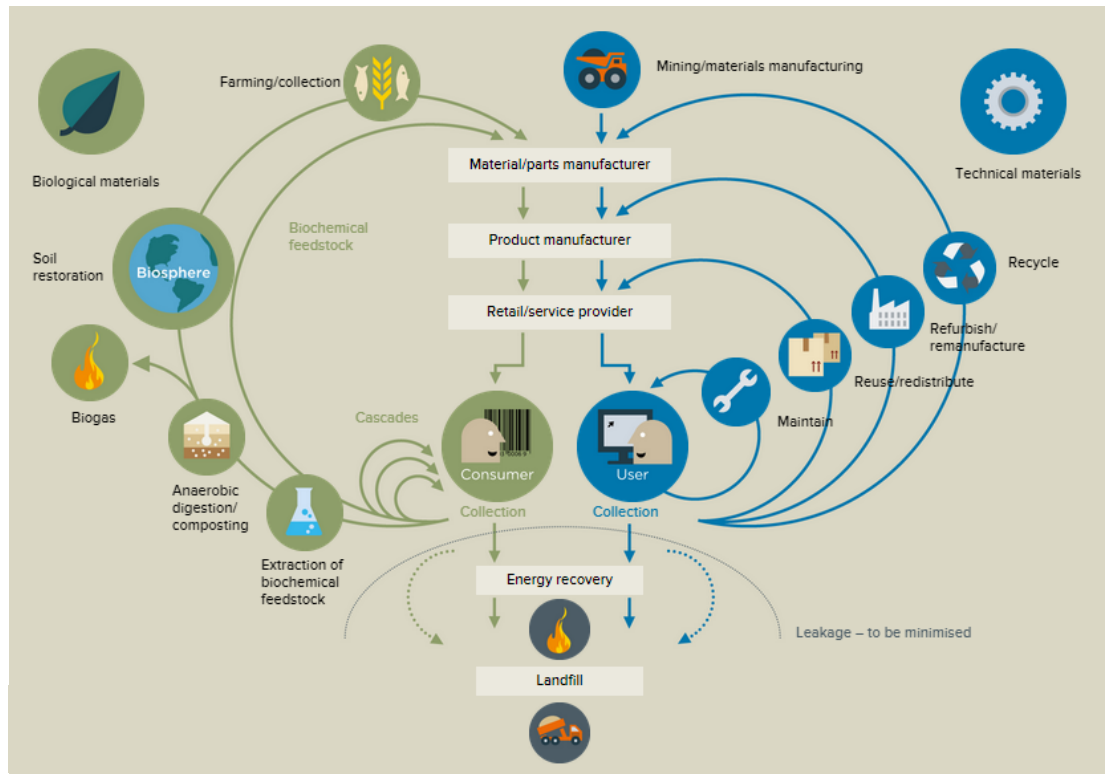 Farming/collection
Mining/materials manufacturing
Biological materials
Technical materials
Material/parts manufacturer
Biochemical
feedstock
Product manufacturer
Soil
restoration
Biosphere
Recycle
Retail/service provider
Refurbish/
remanufacture
Biogas
Reuse/redistribute
Cascades
Maintain
Consumer
User
Anaerobic
digestion/
composting
Collection
Collection
Extraction of
biochemical
feedstock
Energy recovery
Leakage – to be minimised
Landfill